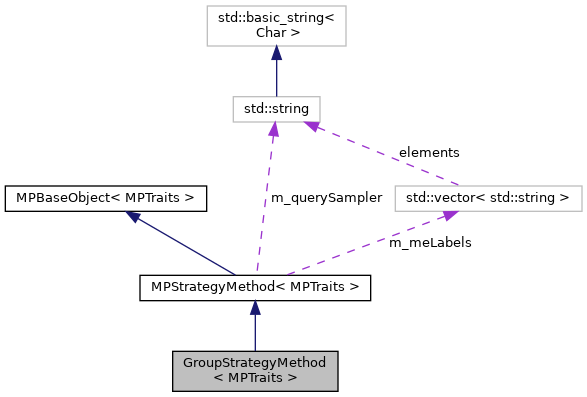 std::basic_string<
Char >
std::string
elements
MPBaseObject< MPTraits >
m_querySampler
std::vector< std::string >
m_meLabels
MPStrategyMethod< MPTraits >
GroupStrategyMethod
< MPTraits >